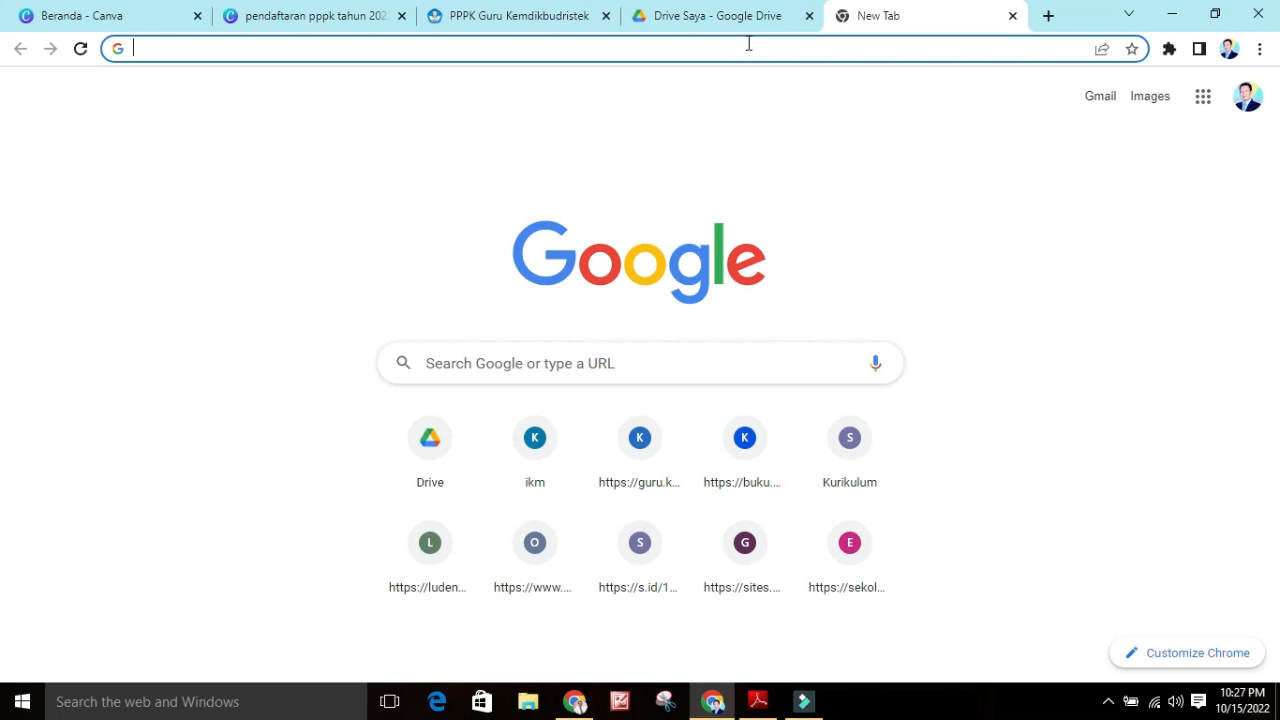 Beranda - Canva
pendaftaran pppk tahun 202
PPPK Guru Kemdikbudristek
Drive Saya - Google Drive
New Tab
Gmail
Images
Google
Search Google or type a URL
Drive
K
ikm
K
https://guru.k...
K
https://buku....
S
Kurikulum
L
https://luden...
O
https://www....
S
https://s.id/1...
G
https://sites....
E
https://sekol...
Customize Chrome
Search the web and Windows
10:27 PM
10/15/2022